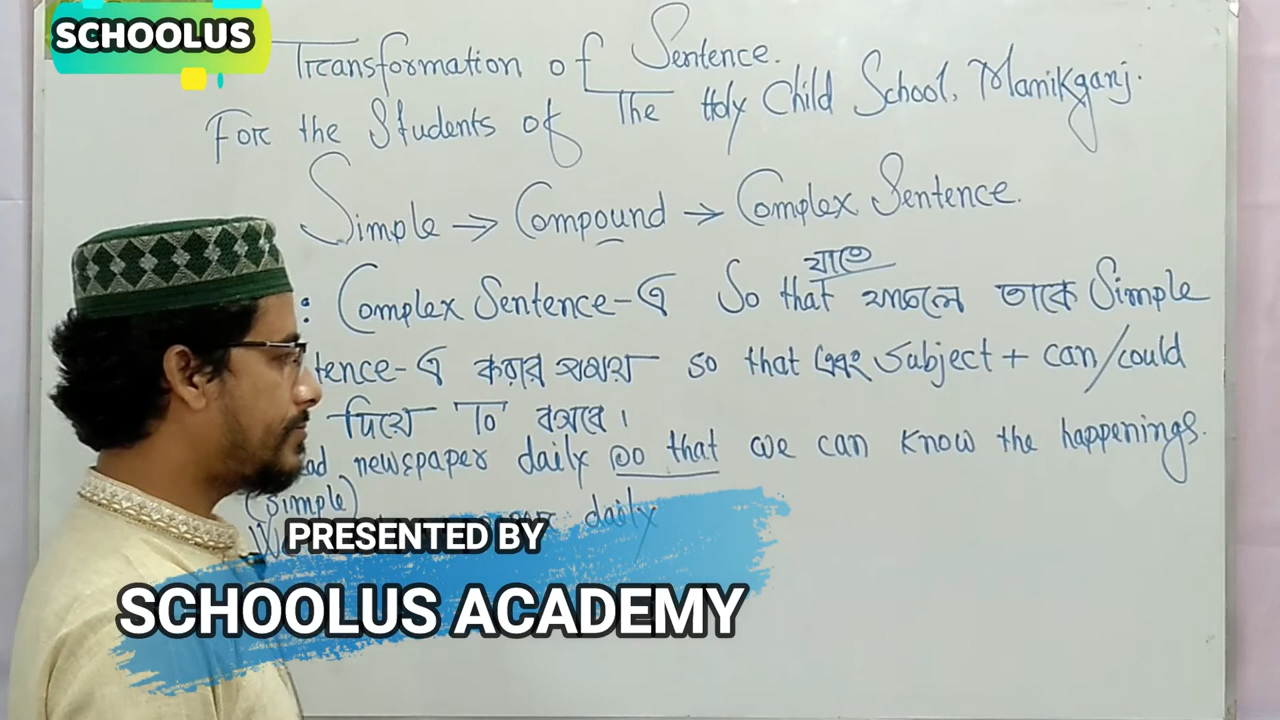 SCHOOLUS
Transformation of Sentence.
For the Students of The Holy Child School, Manikganj.
Simple → Compound → Complex Sentence.
যাতে
: Complex Sentence-এ So that থাকলে তাকে Simple
tence-এ করার সময় so that এবং Subject + can/could
দিয়ে To বসবে।
ead newspaper daily so that we can know the happenings.
(Simple)
We daily
PRESENTED BY
SCHOOLUS ACADEMY